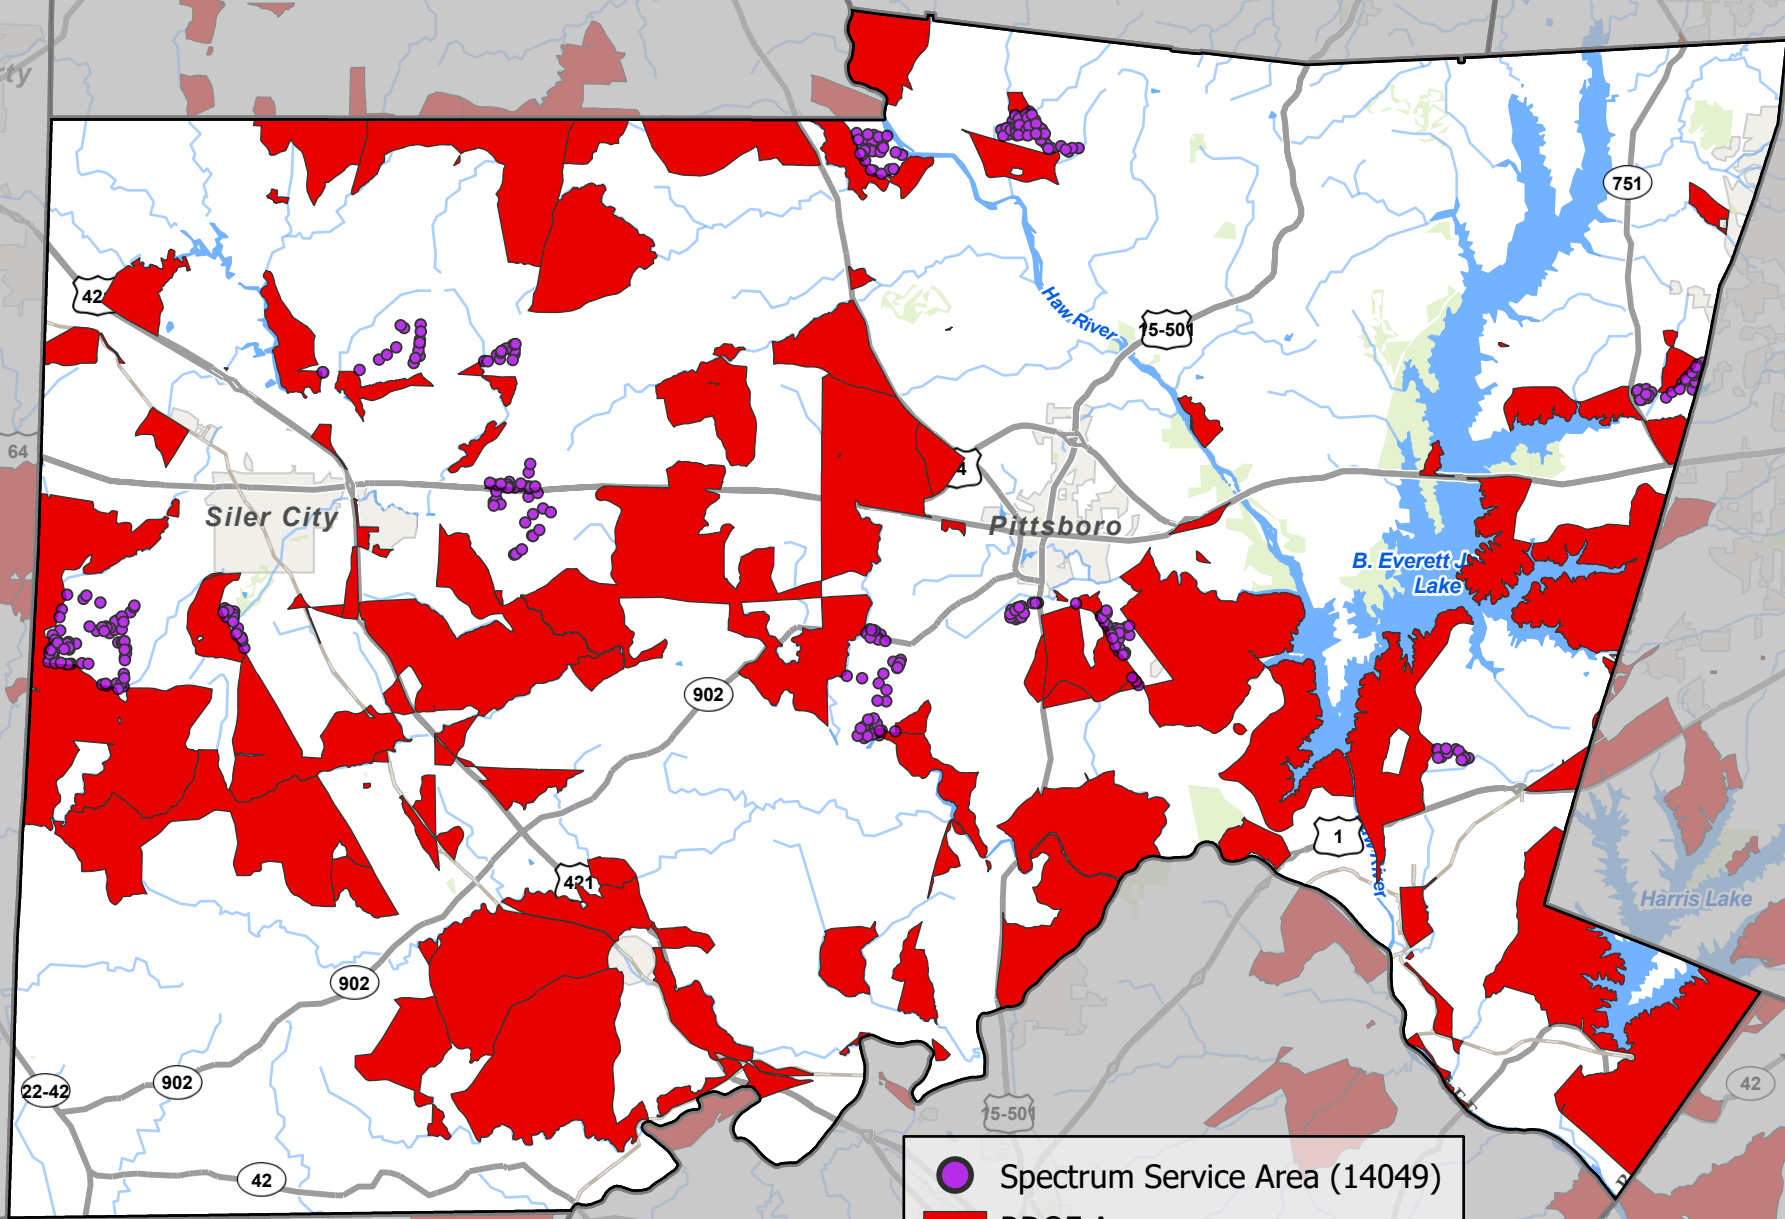 751
42
Haw River
15-501
64
4
Siler City
Pittsboro
B. Everett J
Lake
902
1
421
Harris Lake
902
902
22-42
42
15-501
42
Spectrum Service Area (14049)